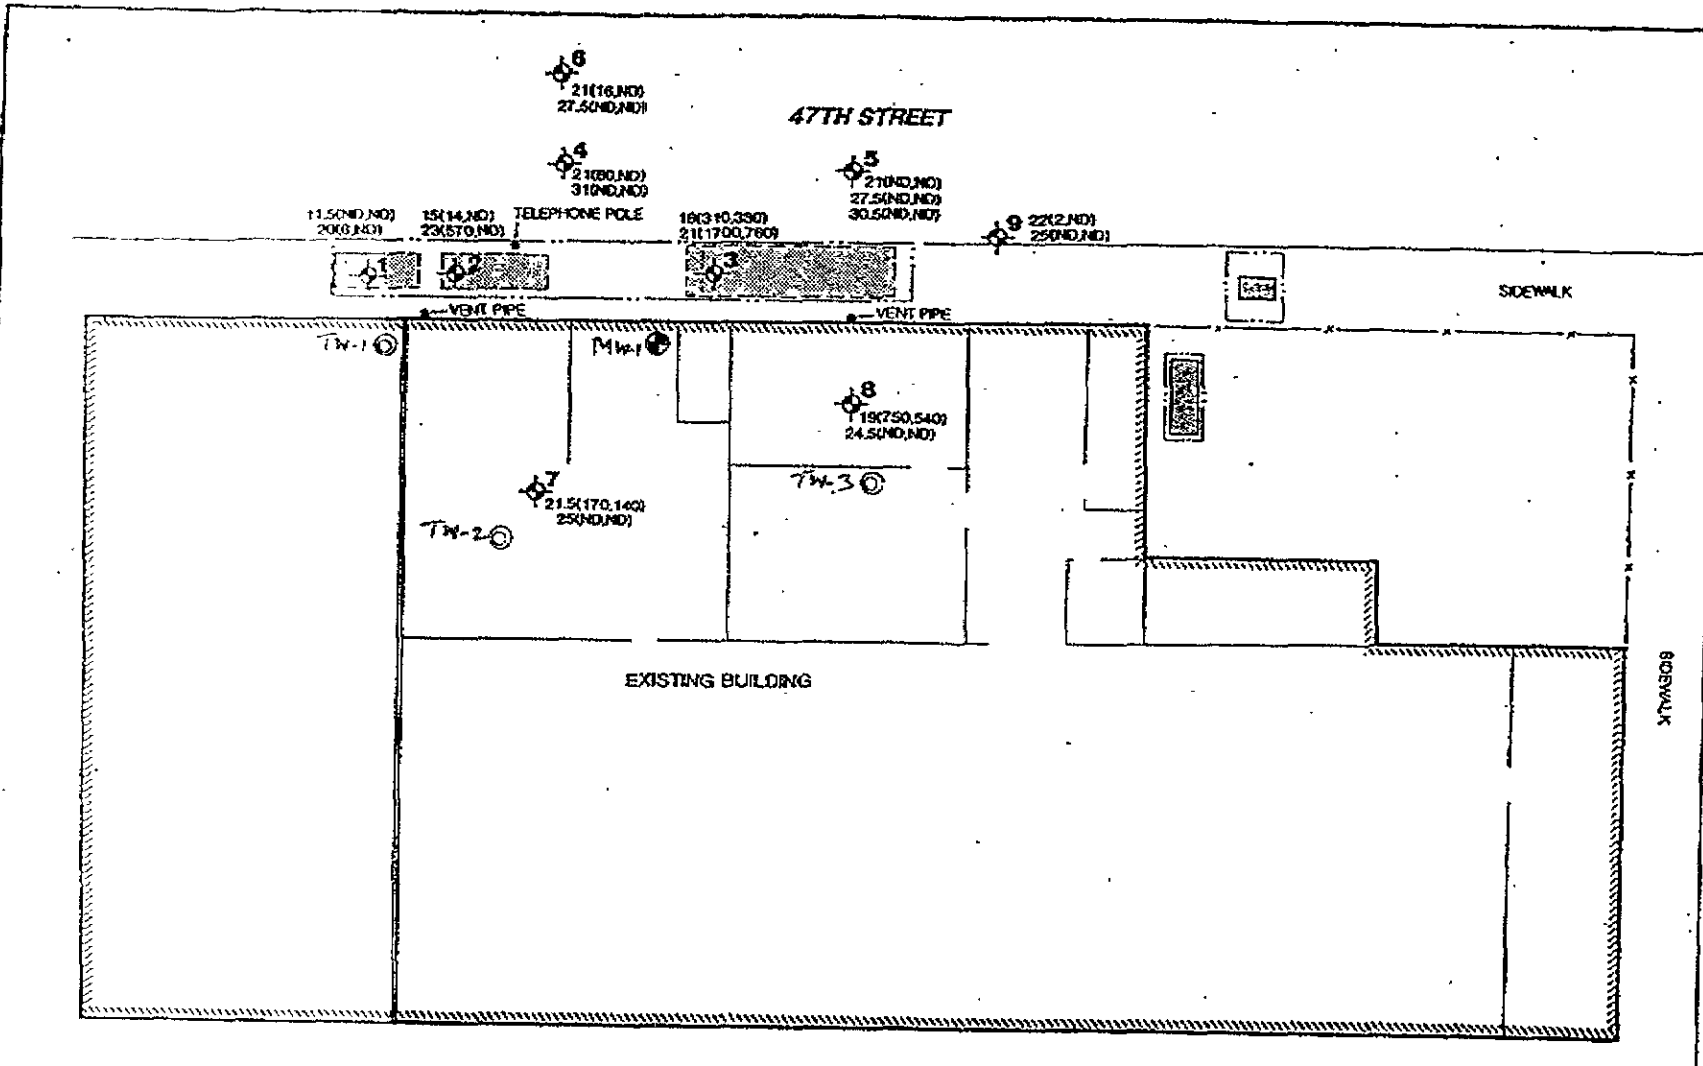 6
21(16,ND)
27.5(ND,ND)
47TH STREET
4
21(80,ND)
31(ND,ND)
5
21(ND,ND)
27.5(ND,ND)
30.5(ND,ND)
11.5(ND,ND)
20(6,ND)
15(14,ND)
23(570,ND)
TELEPHONE POLE
16(310,330)
21(1700,760)
9
22(2,ND)
25(ND,ND)
1
2
3
SIDEWALK
VENT PIPE
VENT PIPE
TW-1
MW-1
8
19(750,540)
24.5(ND,ND)
7
21.5(170,140)
25(ND,ND)
TW-3
TW-2
EXISTING BUILDING
SIDEWALK